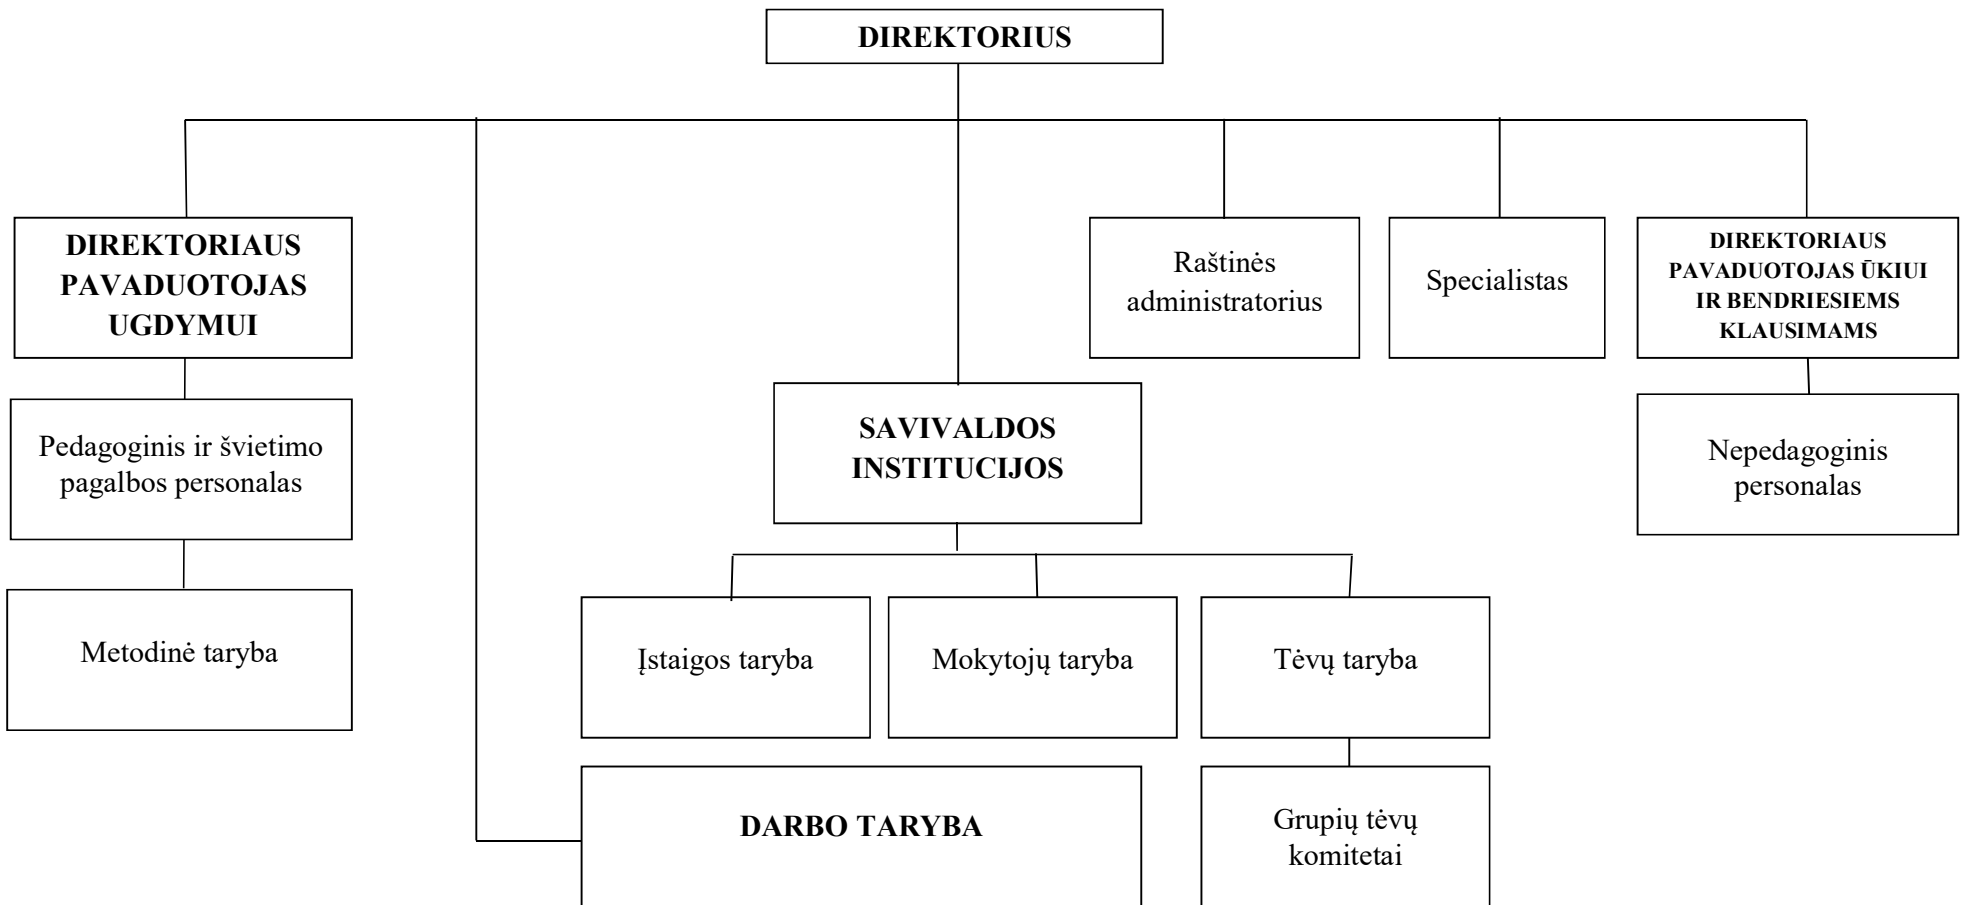 DIREKTORIUS
DIREKTORIAUS
PAVADUOTOJAS
UGDYMUI
Raštinės
administratorius
Specialistas
DIREKTORIAUS
PAVADUOTOJAS ŪKIUI
IR BENDRIESIEMS
KLAUSIMAMS
Pedagoginis ir švietimo
pagalbos personalas
SAVIVALDOS
INSTITUCIJOS
Nepedagoginis
personalas
Metodinė taryba
Įstaigos taryba
Mokytojų taryba
Tėvų taryba
DARBO TARYBA
Grupių tėvų
komitetai